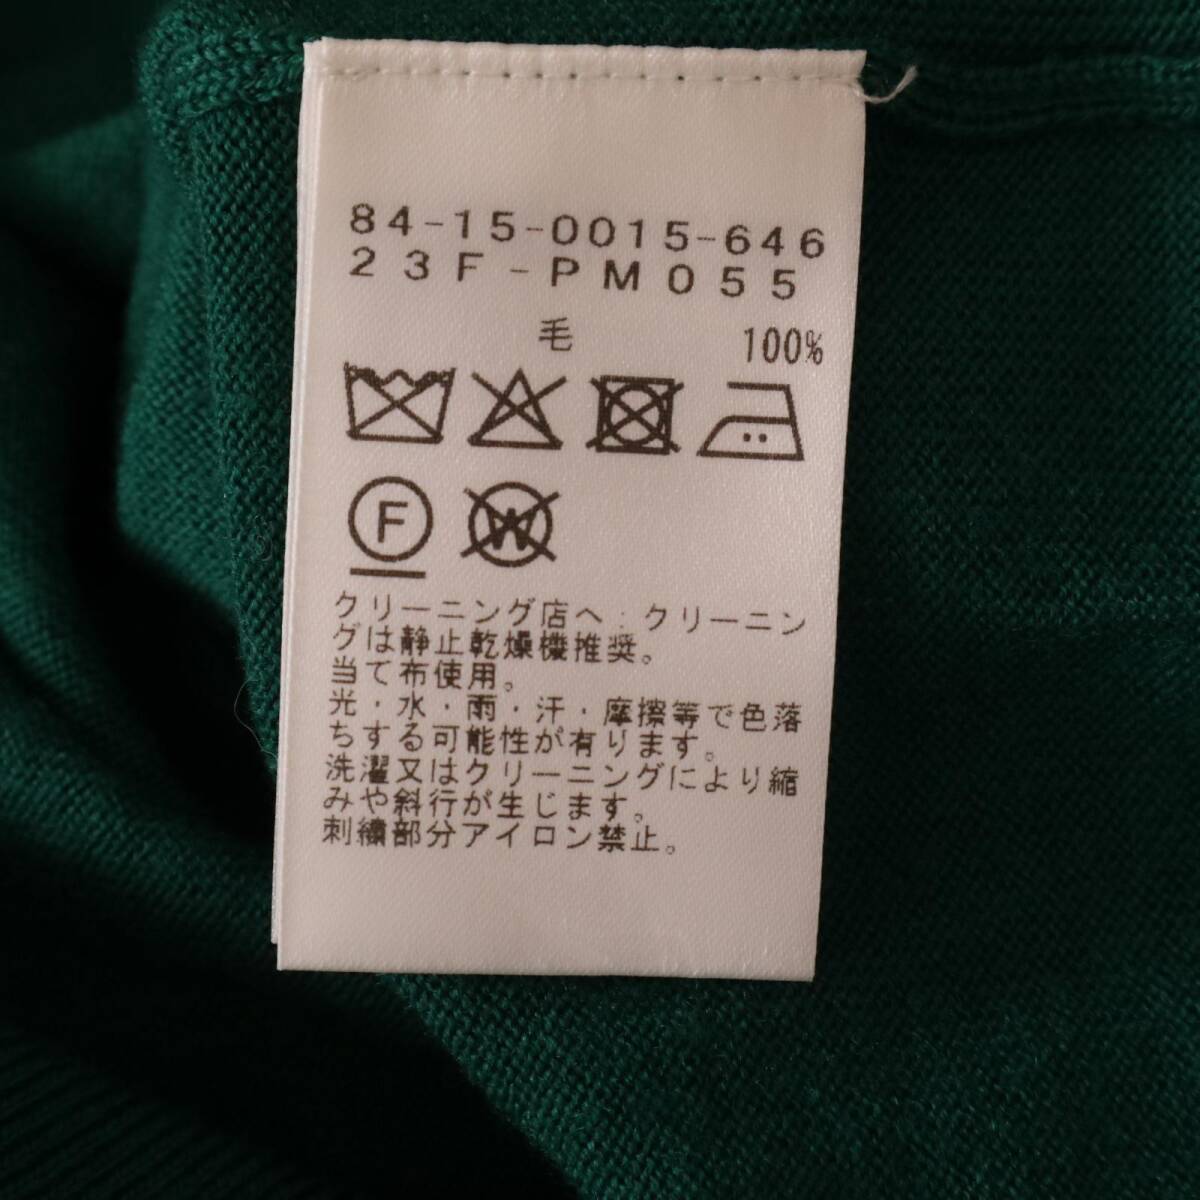 84-15-0015-646
23F-PM055
毛 100%
F
W
クリーニング店へ:クリーニン
グは静止乾燥機推奨。
当て布使用。
光・水・雨・汗・摩擦等で色落
ちする可能性が有ります。
洗濯又はクリーニングにより縮
みや斜行が生じます。
刺繍部分アイロン禁止。